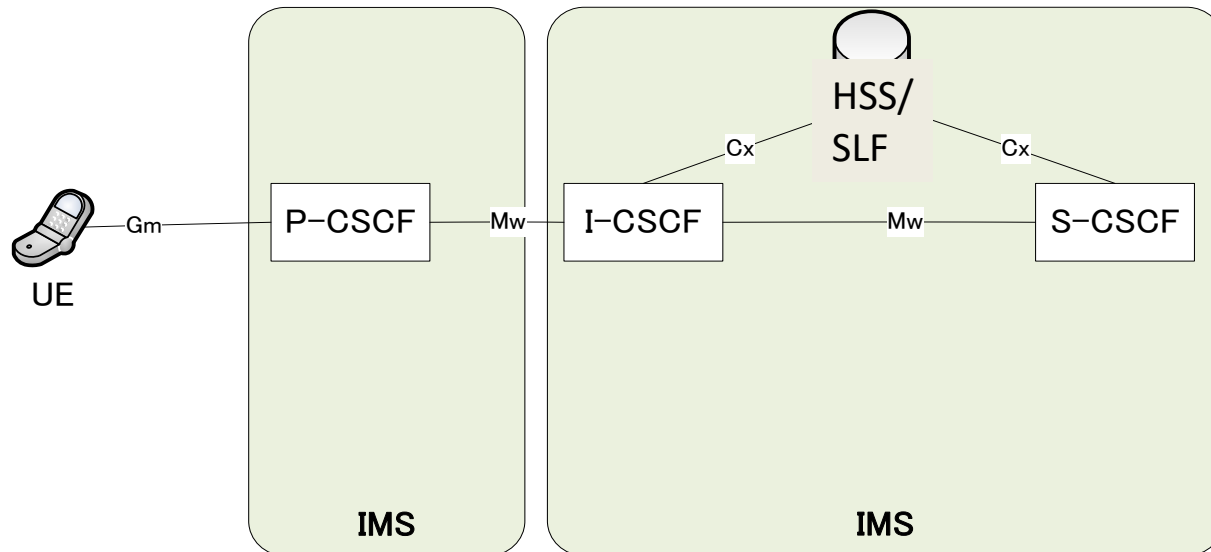 HSS/
SLF
Cx
Cx
UE
Gm
P-CSCF
Mw
I-CSCF
Mw
S-CSCF
IMS
IMS